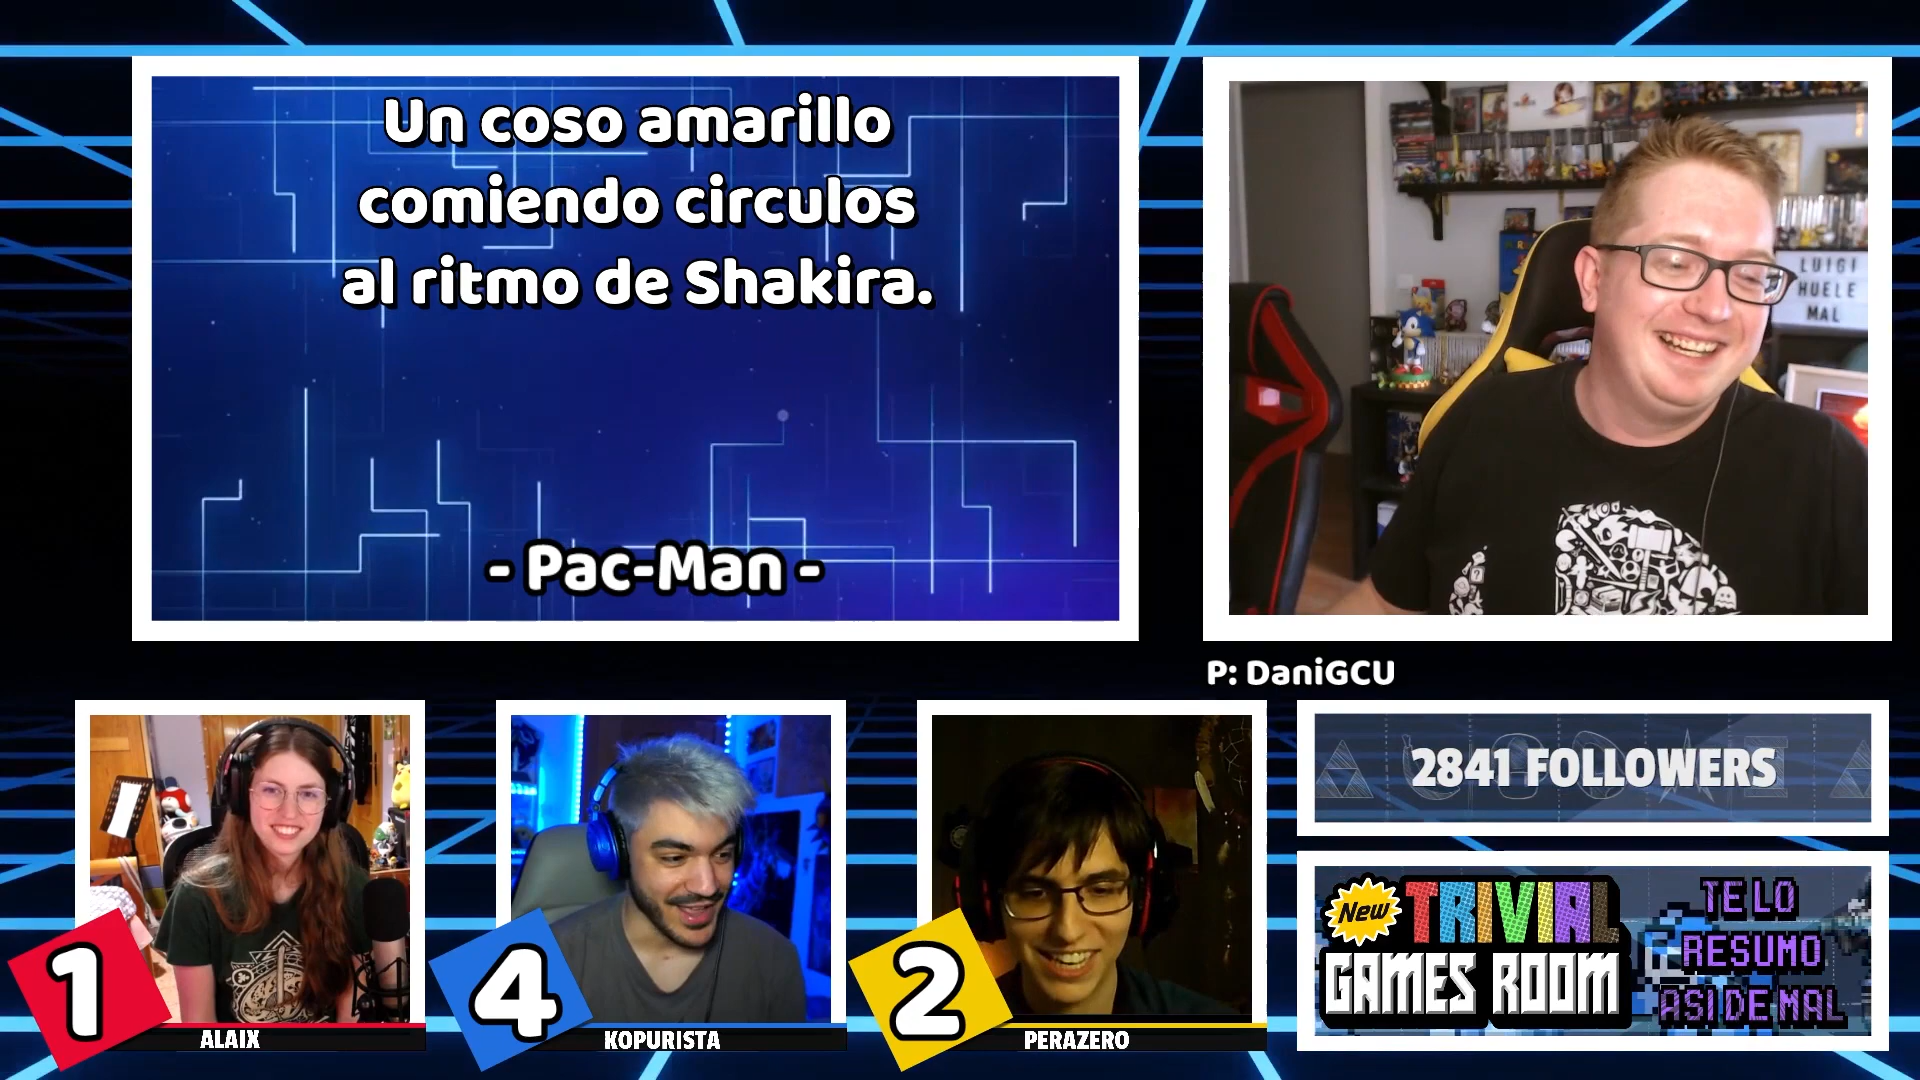 Un coso amarillo
comiendo circulos
al ritmo de Shakira.
- Pac-Man -
LUIGI
HUELE
MAL
P: DaniGCU
2841 FOLLOWERS
New
TRIVIAL
GAMES ROOM
TE LO
RESUMO
ASI DE MAL
1
ALAIX
4
KOPURISTA
2
PERAZERO